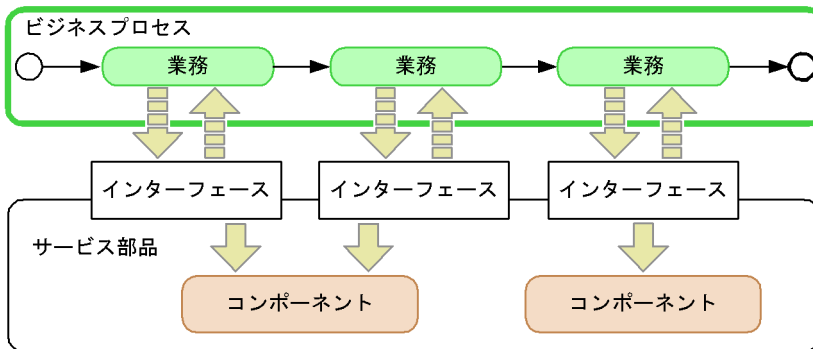 ビジネスプロセス
業務
業務
業務
インターフェース
インターフェース
インターフェース
サービス部品
コンポーネント
コンポーネント